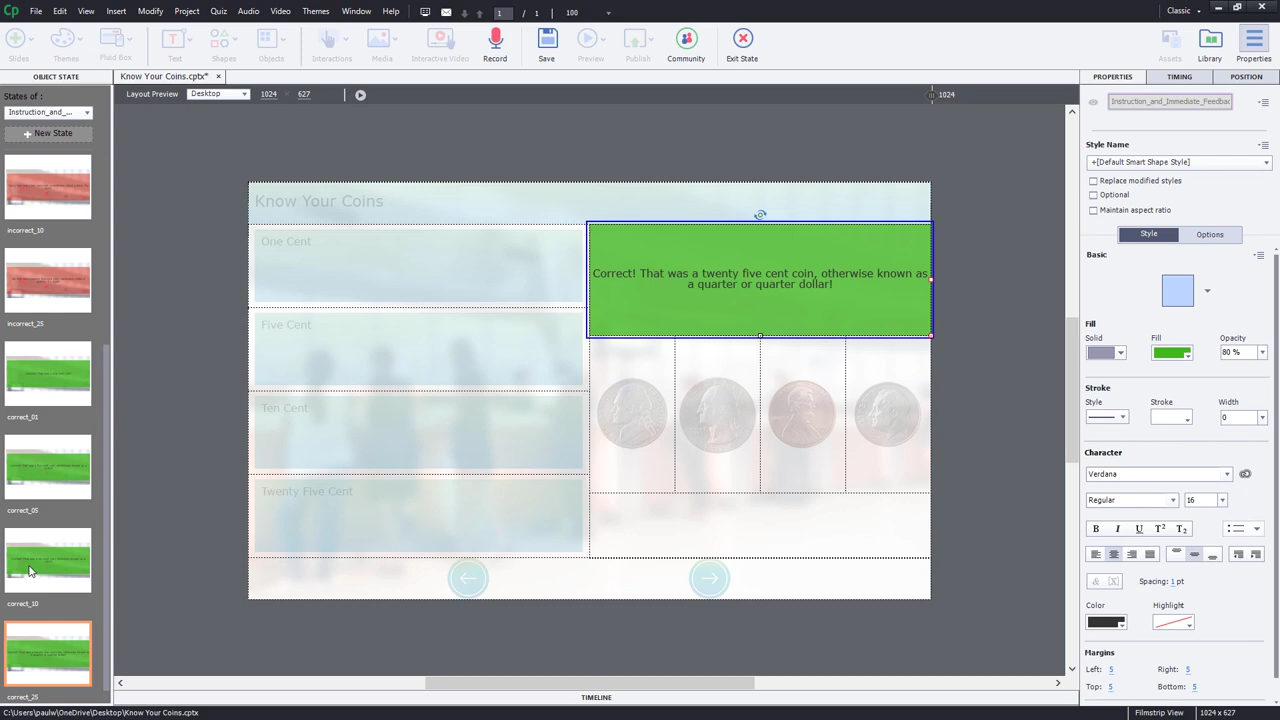 Cp File Edit View Insert Modify Project Quiz Audio Video Themes Window Help 1 / 1 100 Classic
Slides Themes Fluid Box Text Shapes Objects Interactions Media Interactive Video Record Save Preview Publish Community Exit State Assets Library Properties
OBJECT STATE
Know Your Coins.cptx*
PROPERTIES TIMING POSITION
States of :
Instruction_and_...
New State
incorrect_10
incorrect_25
correct_01
correct_05
correct_10
correct_25
Layout Preview Desktop 1024 × 627
1024
Know Your Coins
One Cent
Five Cent
Ten Cent
Twenty Five Cent
Correct! That was a twenty five cent coin, otherwise known as
a quarter or quarter dollar!
Instruction_and_Immediate_Feedbac
Style Name
+[Default Smart Shape Style]
Replace modified styles
Optional
Maintain aspect ratio
Style Options
Basic
Fill
Solid Fill Opacity
80 %
Stroke
Style Stroke Width
0
Character
Verdana
Regular 16
B I U T² T₂
Spacing: 1 pt
Color Highlight
Margins
Left: 5 Right: 5
Top: 5 Bottom: 5
TIMELINE
C:\Users\paulw\OneDrive\Desktop\Know Your Coins.cptx
Filmstrip View 1024 x 627